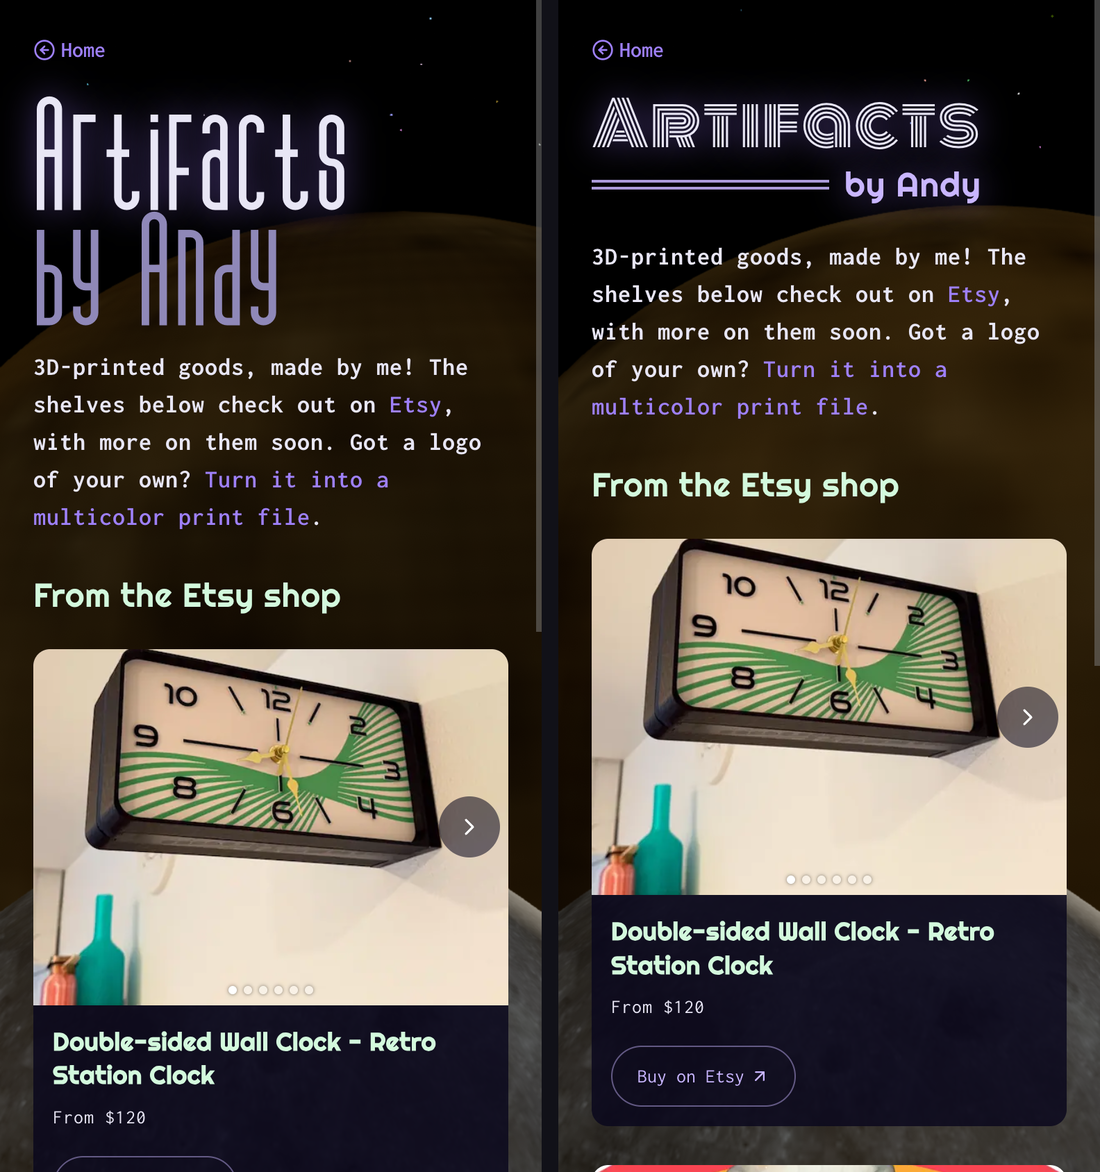 Home
Artifacts
by Andy
3D-printed goods, made by me! The
shelves below check out on Etsy,
with more on them soon. Got a logo
of your own? Turn it into a
multicolor print file.
From the Etsy shop
10 12 2
9 3
8 6 4
Double-sided Wall Clock - Retro
Station Clock
From $120
Home
Artifacts
by Andy
3D-printed goods, made by me! The
shelves below check out on Etsy,
with more on them soon. Got a logo
of your own? Turn it into a
multicolor print file.
From the Etsy shop
10 12 2
9 3
8 6 4
Double-sided Wall Clock - Retro
Station Clock
From $120
Buy on Etsy